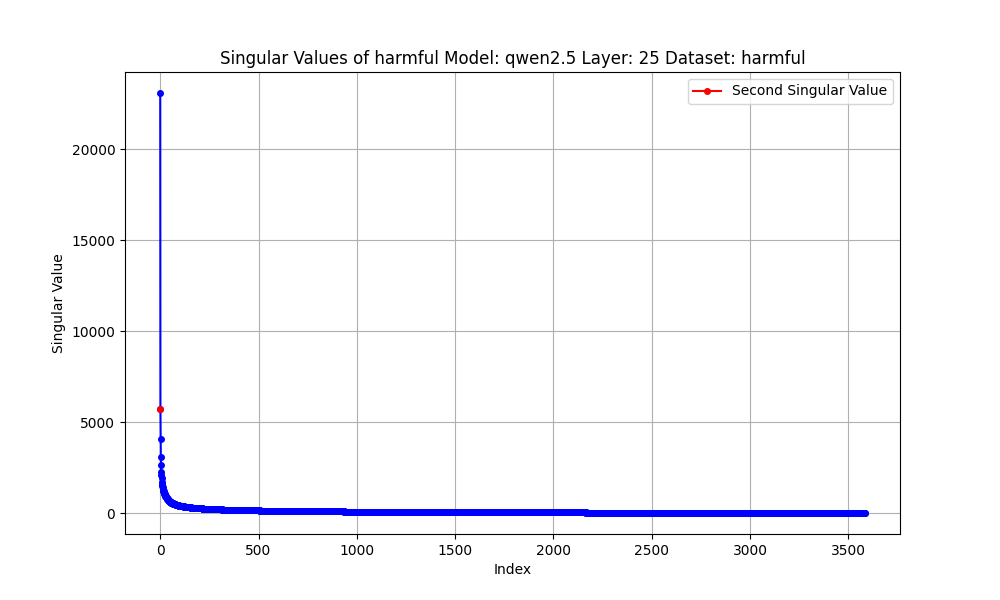 Singular Values of harmful Model: qwen2.5 Layer: 25 Dataset: harmful
Second Singular Value
20000
15000
10000
5000
0
Singular Value
0 500 1000 1500 2000 2500 3000 3500
Index